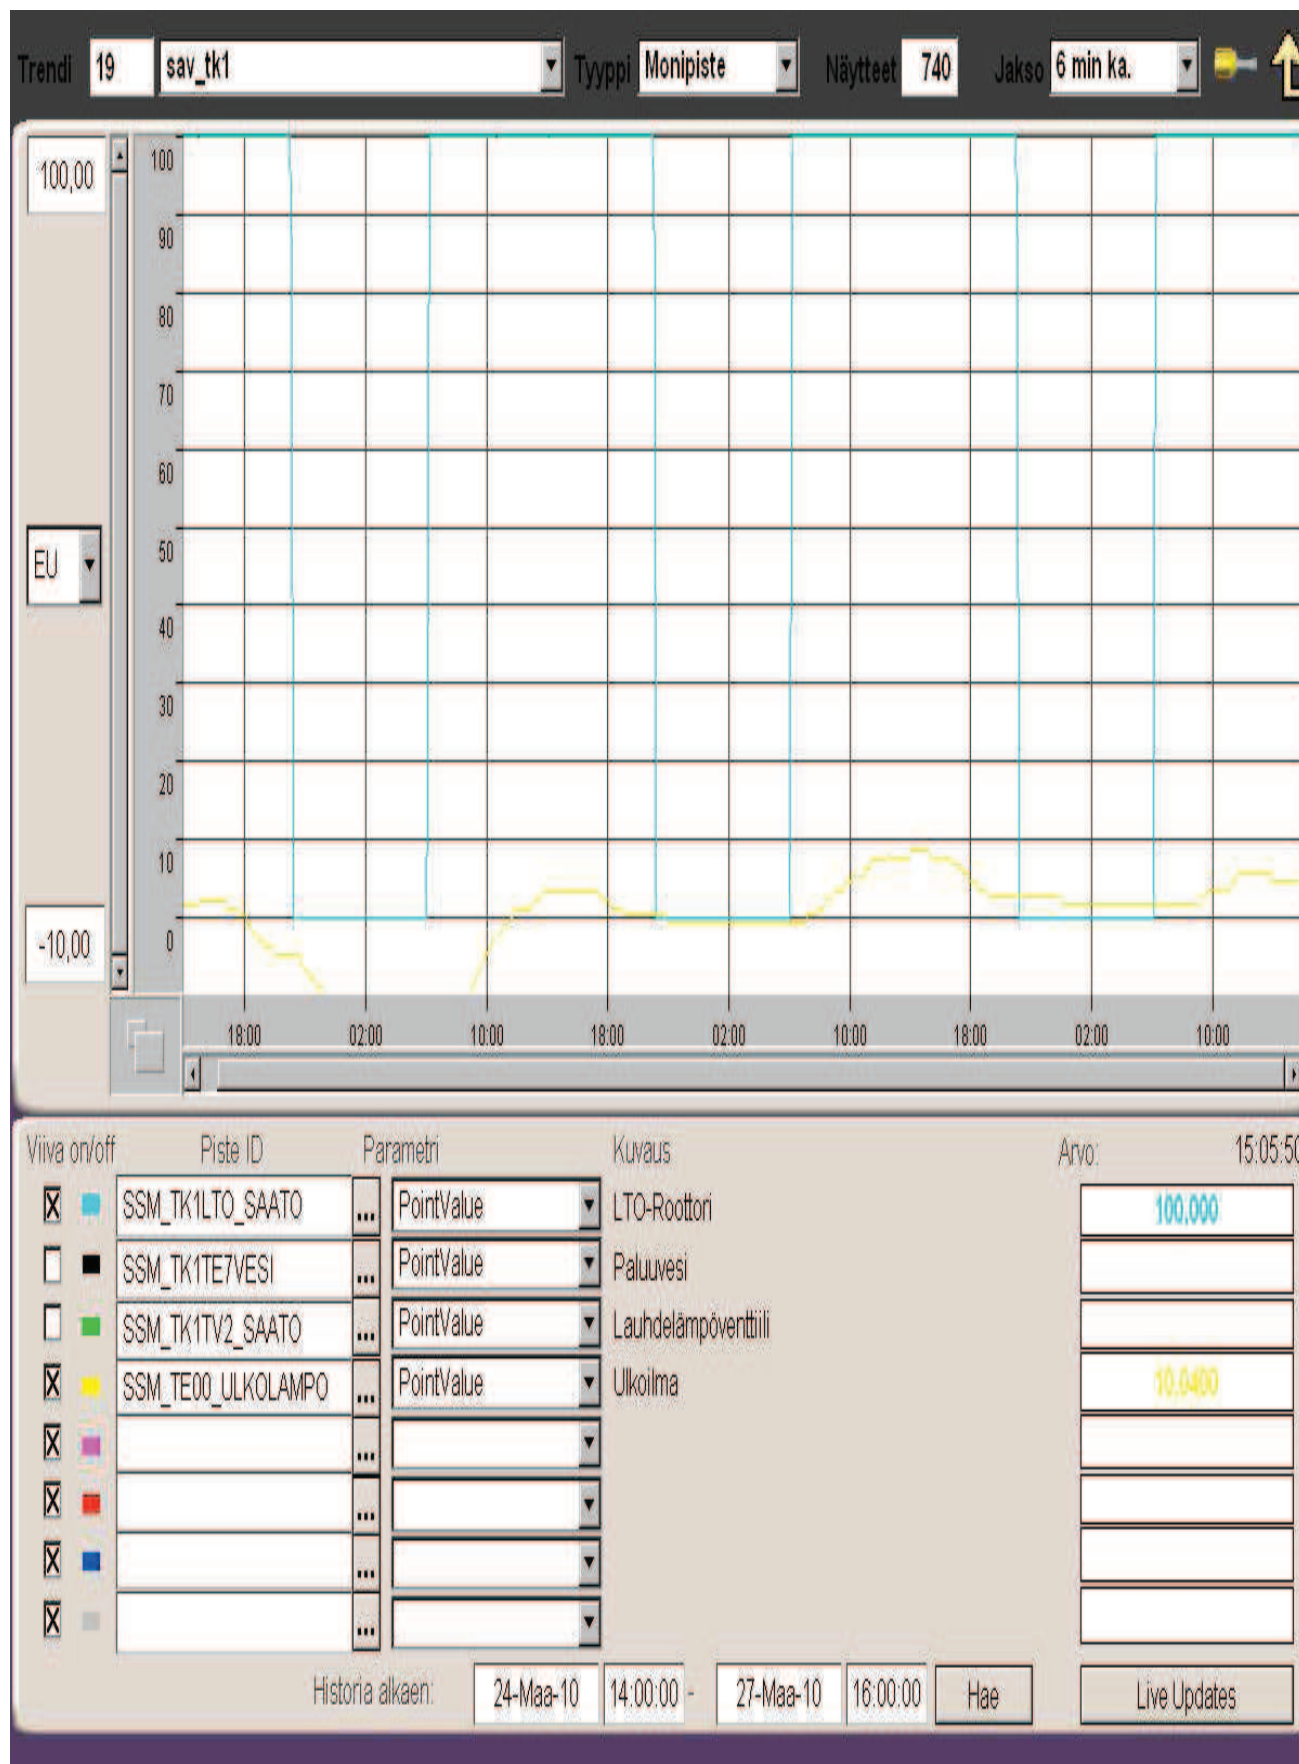 Trendi 19 sav_tk1 Tyyppi Monipiste Näytteet 740 Jakso 6 min ka.
100,00
EU
-10,00
100
90
80
70
60
50
40
30
20
10
0
18:00 02:00 10:00 18:00 02:00 10:00 18:00 02:00 10:00
Viiva on/off Piste ID Parametri Kuvaus Arvo: 15:05:50
SSM_TK1LTO_SAATO ... PointValue LTO-Roottori 100.000
SSM_TK1TE7VESI ... PointValue Paluuvesi
SSM_TK1TV2_SAATO ... PointValue Lauhdelämpöventtiili
SSM_TE00_ULKOLAMPO ... PointValue Ulkoilma 10.0400
...
...
...
...
Historia alkaen: 24-Maa-10 14:00:00 - 27-Maa-10 16:00:00 Hae Live Updates